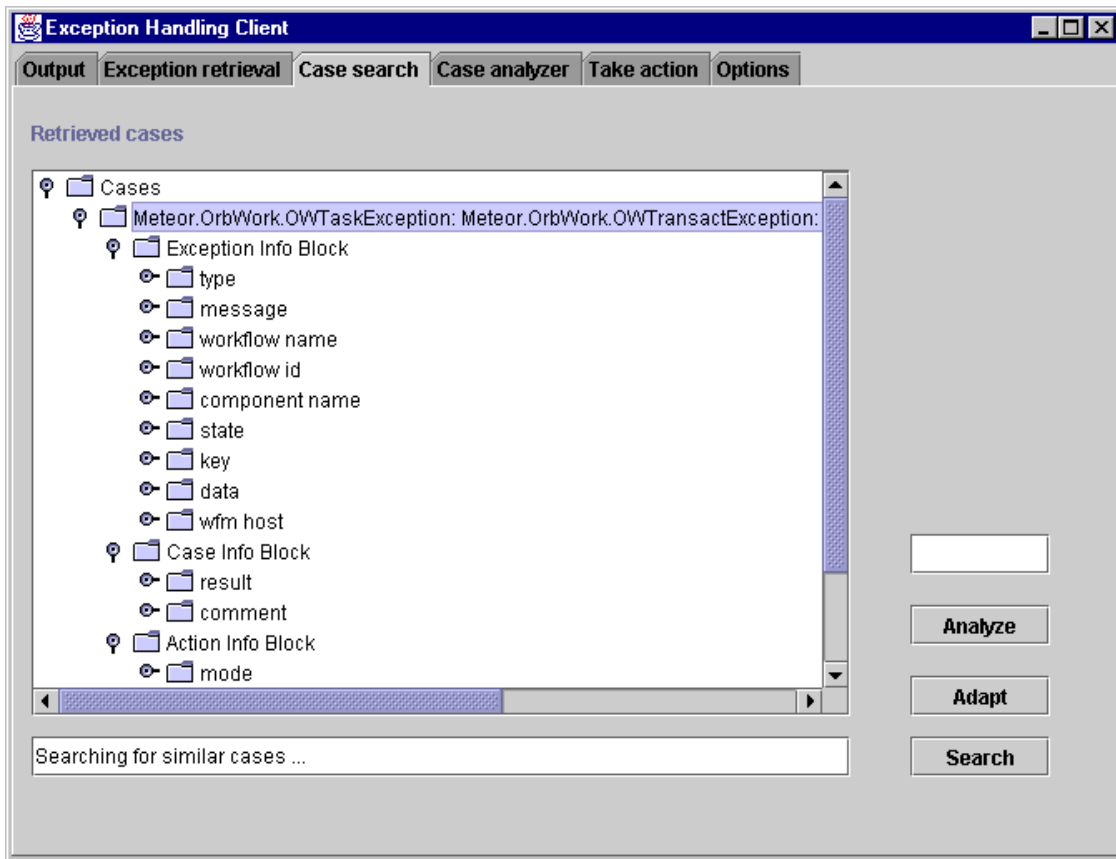 Exception Handling Client
Output Exception retrieval Case search Case analyzer Take action Options
Retrieved cases
Cases
Meteor.OrbWork.OWTaskException: Meteor.OrbWork.OWTransactException:
Exception Info Block
type
message
workflow name
workflow id
component name
state
key
data
wfm host
Case Info Block
result
comment
Action Info Block
mode
Analyze
Adapt
Searching for similar cases ...
Search